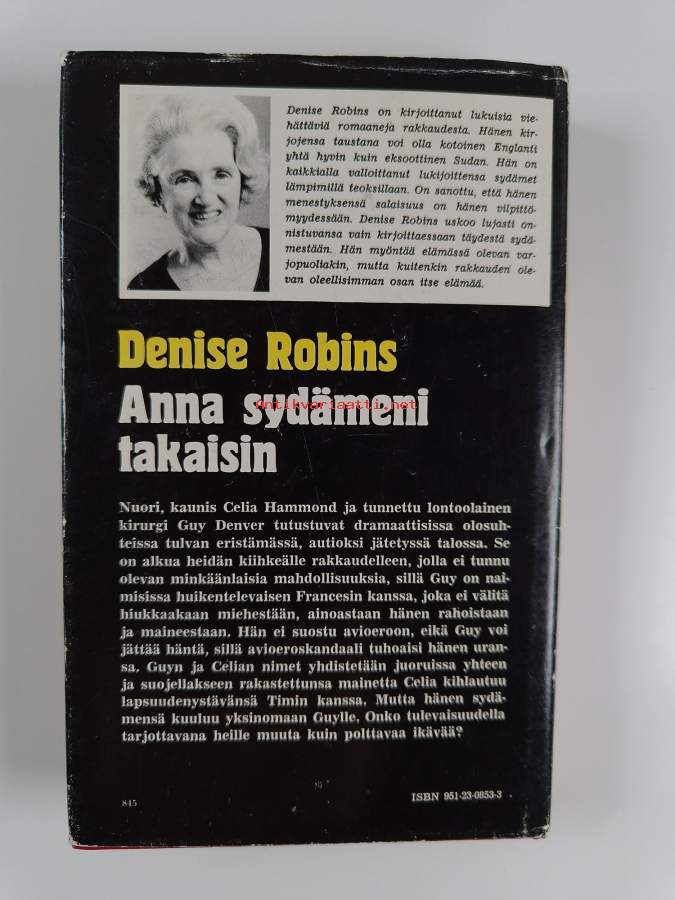 Denise Robins on kirjoittanut lukuisia vie-
hättäviä romaaneja rakkaudesta. Hänen kir-
jojensa taustana voi olla kotoinen Englanti
yhtä hyvin kuin eksoottinen Sudan. Hän on
kaikkialla valloittanut lukijoittensa sydämet
lämpimillä teoksillaan. On sanottu, että hänen
menestyksensä salaisuus on hänen vilpittö-
myydessään. Denise Robins uskoo lujasti on-
nistuvansa vain kirjoittaessaan täydestä sydä-
mestään. Hän myöntää elämässä olevan var-
jopuoliakin, mutta kuitenkin rakkauden ole-
van oleellisimman osan itse elämää.
Denise Robins
Anna sydämeni
Antikvariaatti.net
takaisin
Nuori, kaunis Celia Hammond ja tunnettu lontoolainen
kirurgi Guy Denver tutustuvat dramaattisissa olosuh-
teissa tulvan eristämässä, autioksi jätetyssä talossa. Se
on alkua heidän kiihkeälle rakkaudelleen, jolla ei tunnu
olevan minkäänlaisia mahdollisuuksia, sillä Guy on nai-
misissa huikentelevaisen Francesin kanssa, joka ei välitä
hiukkaakaan miehestään, ainoastaan hänen rahoistaan
ja maineestaan. Hän ei suostu avioeroon, eikä Guy voi
jättää häntä, sillä avioeroskandaali tuhoaisi hänen uran-
sa. Guyn ja Celian nimet yhdistetään juoruissa yhteen
ja suojellakseen rakastettunsa mainetta Celia kihlautuu
lapsuudenystävänsä Timin kanssa. Mutta hänen sydä-
mensä kuuluu yksinomaan Guylle. Onko tulevaisuudella
tarjottavana heille muuta kuin polttavaa ikävää?
845
ISBN 951-23-0853-3